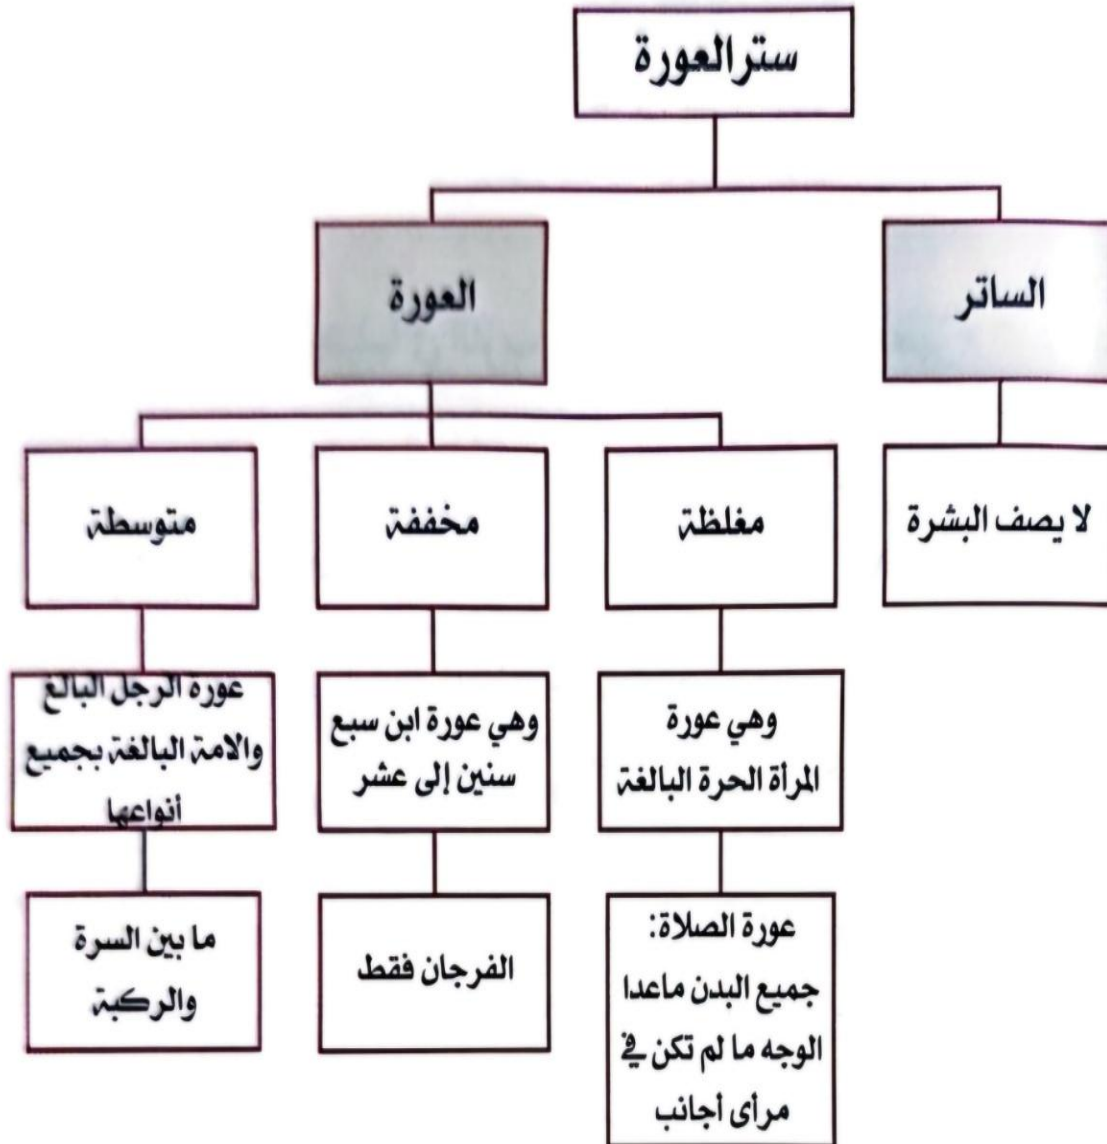 ستر العورة
الساتر
العورة
لا يصف البشرة
مغلظة
مخففة
متوسطة
وهي عورة
المرأة الحرة البالغة
وهي عورة ابن سبع
سنين إلى عشر
عورة الرجل البالغ
والامة البالغة بجميع
أنواعها
عورة الصلاة:
جميع البدن ماعدا
الوجه ما لم تكن في
مرأى أجانب
الفرجان فقط
ما بين السرة
والركبة